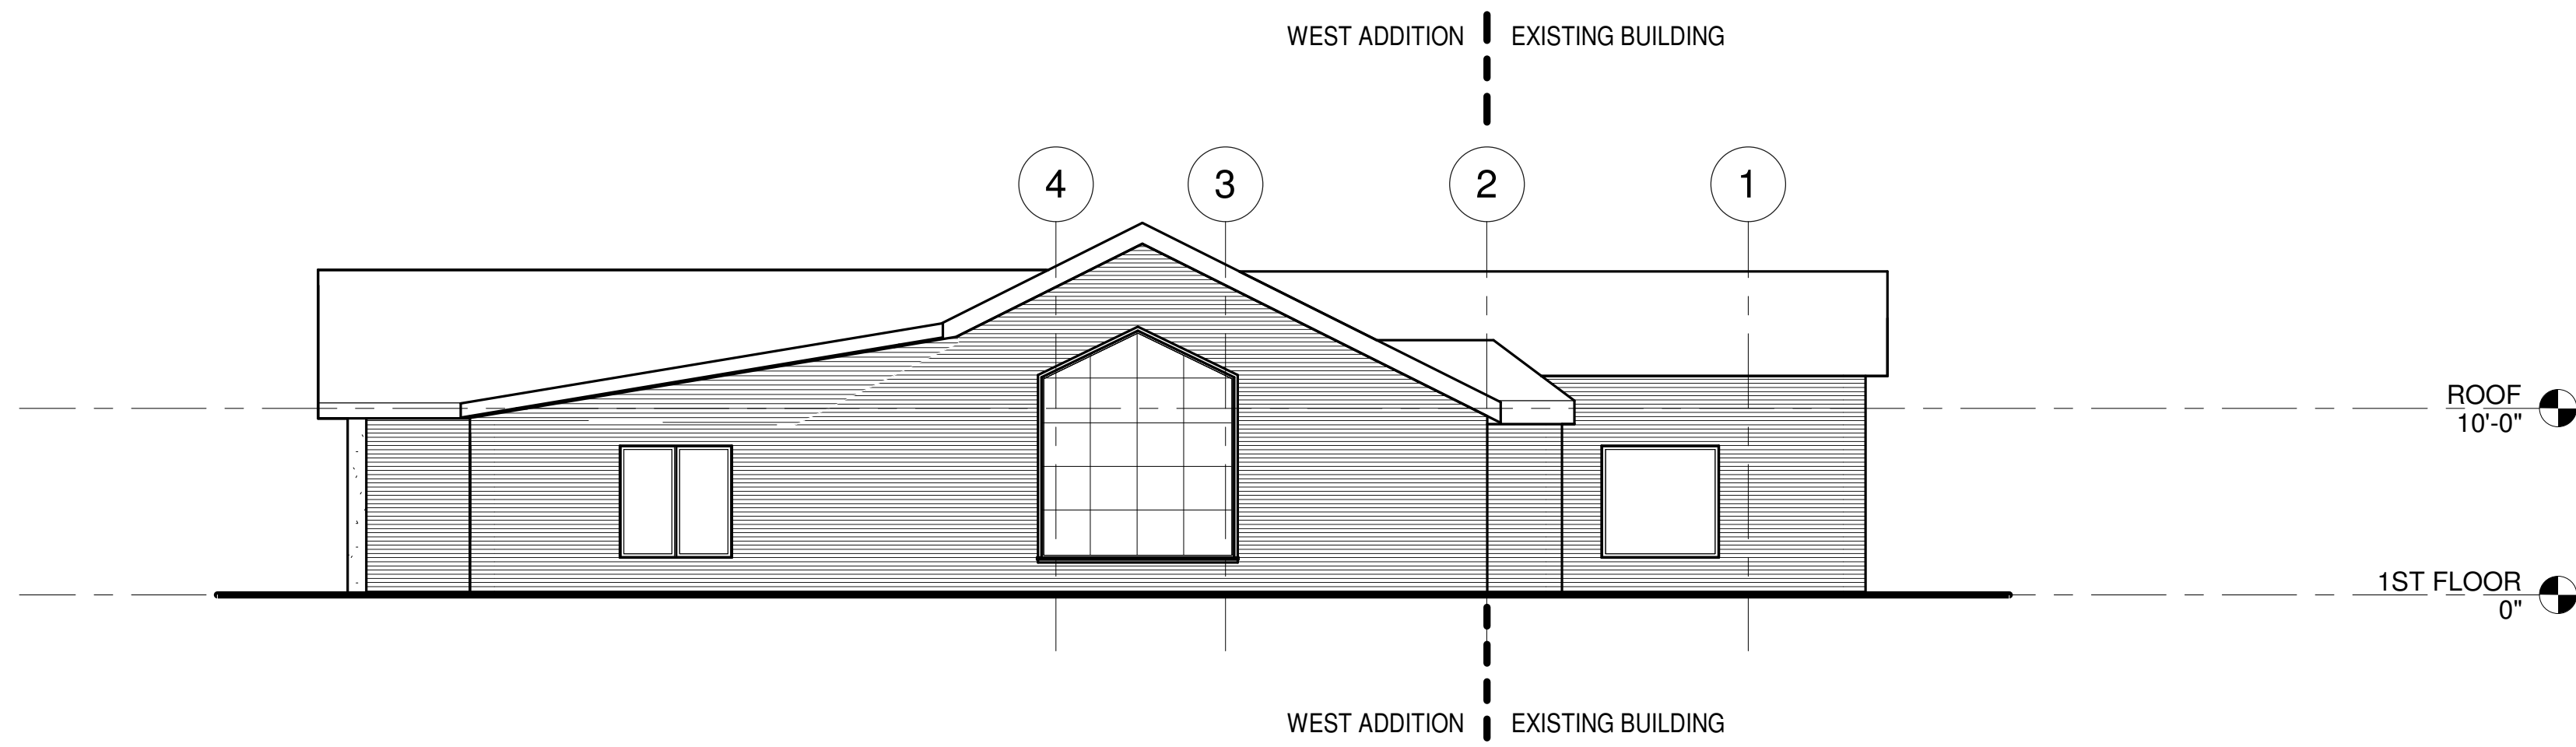 WEST ADDITION EXISTING BUILDING
4 3 2 1
ROOF
10'-0"
1ST FLOOR
0"
WEST ADDITION EXISTING BUILDING